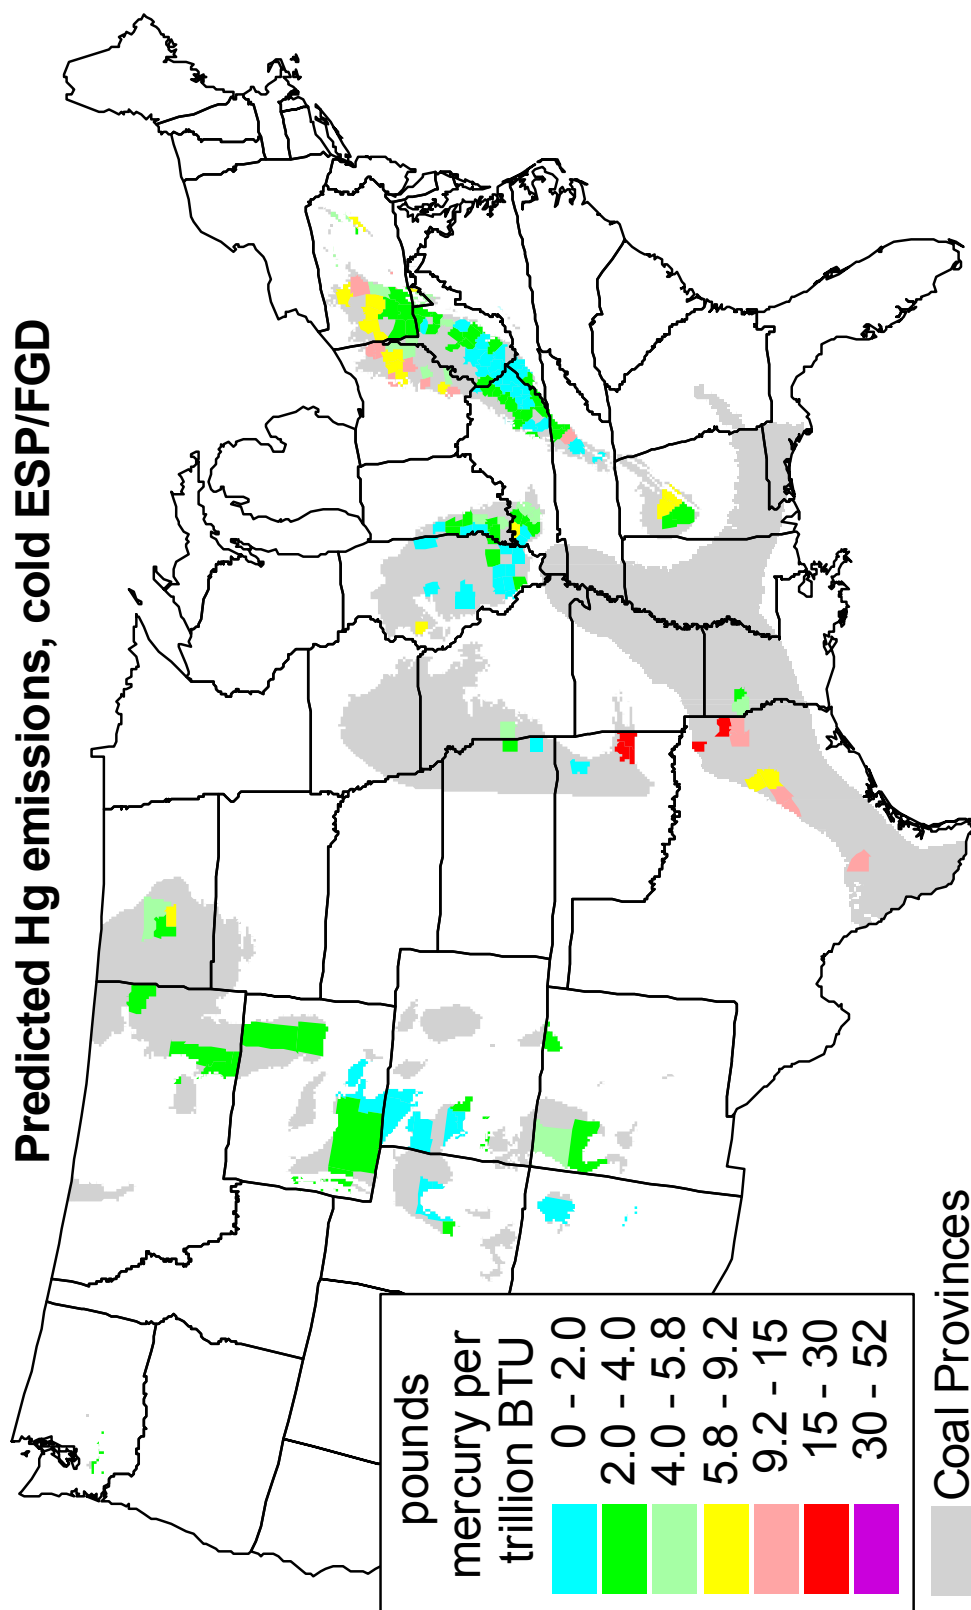 Predicted Hg emissions, cold ESP/FGD
pounds
mercury per
trillion BTU
0 - 2.0
2.0 - 4.0
4.0 - 5.8
5.8 - 9.2
9.2 - 15
15 - 30
30 - 52
Coal Provinces